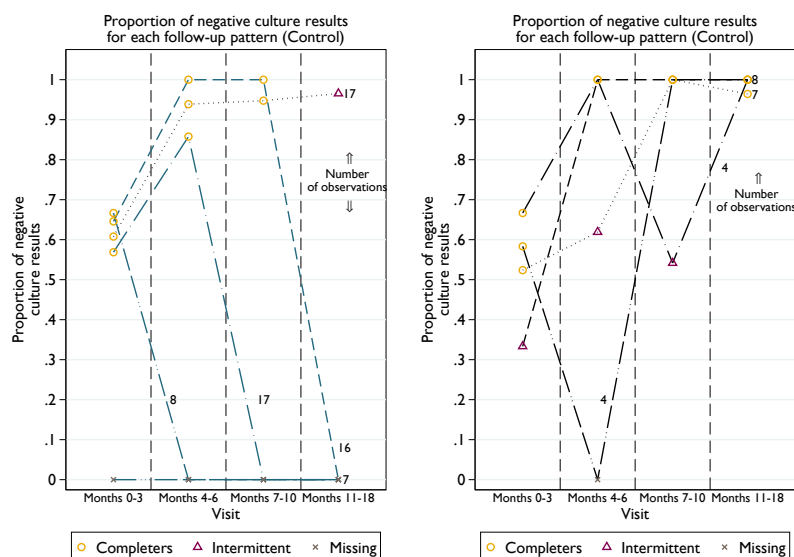 Proportion of negative culture results
for each follow-up pattern (Control)
Proportion of negative
culture results
1
.9
.8
.7
.6
.5
.4
.3
.2
.1
0
17
⇑
Number
of observations
⇓
8
17
16
7
Months 0-3
Months 4-6
Months 7-10
Months 11-18
Visit
Completers
Intermittent
Missing
Proportion of negative culture results
for each follow-up pattern (Control)
Proportion of negative
culture results
1
.9
.8
.7
.6
.5
.4
.3
.2
.1
0
8
7
4
⇑
Number
of observations
4
Months 0-3
Months 4-6
Months 7-10
Months 11-18
Visit
Completers
Intermittent
Missing